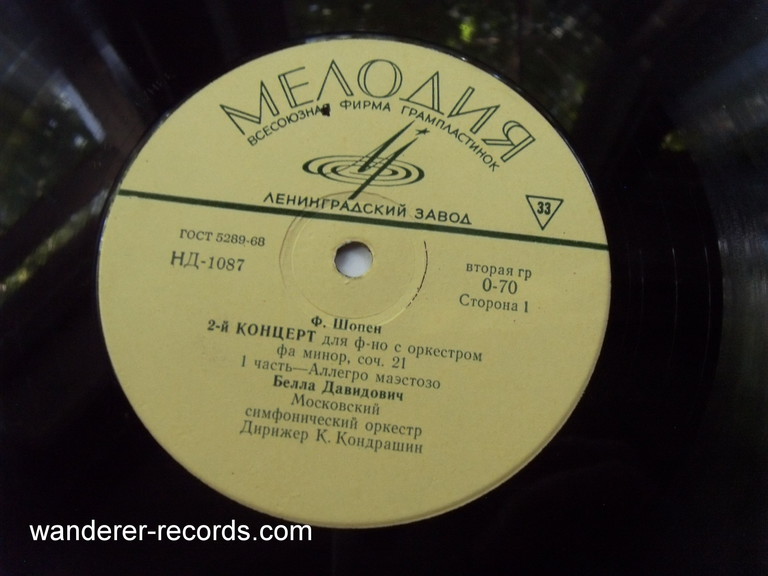 МЕЛОДИЯ
ВСЕСОЮЗНАЯ ФИРМА ГРАМПЛАСТИНОК
ЛЕНИНГРАДСКИЙ ЗАВОД
33
ГОСТ 5289-68
НД-1087
вторая гр
0-70
Сторона 1
Ф. Шопен
2-й КОНЦЕРТ для ф-но с оркестром
фа минор, соч. 21
1 часть—Аллегро маэстозо
Белла Давидович
Московский
симфонический оркестр
Дирижер К. Кондрашин
wanderer-records.com